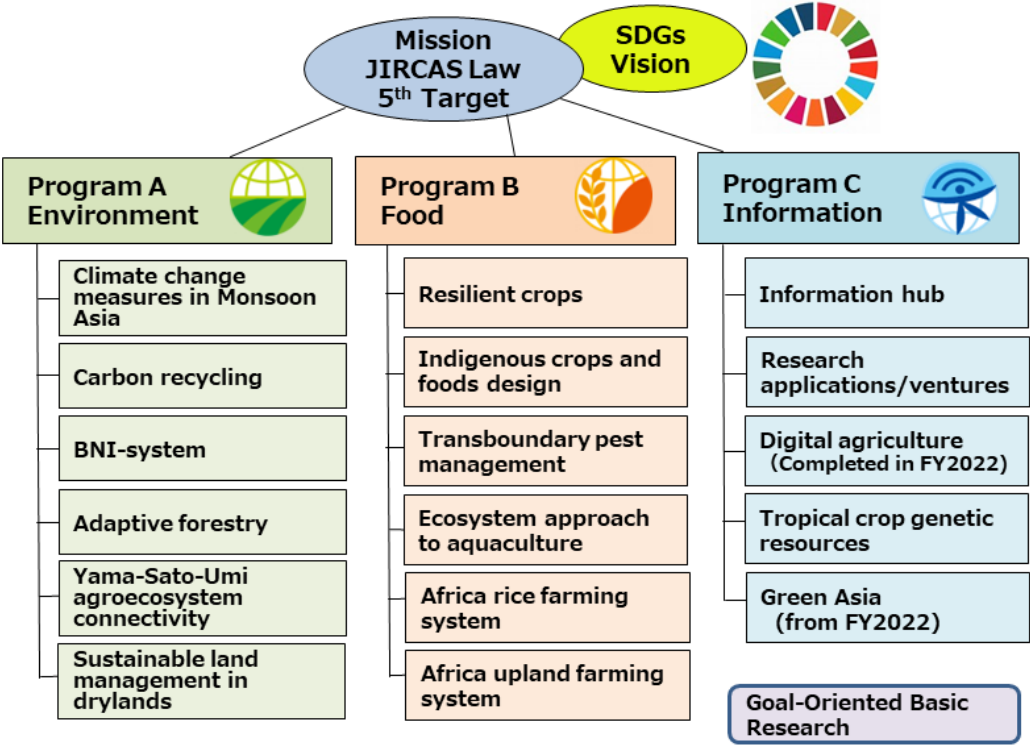 Mission
JIRCAS Law
5th Target
SDGs
Vision
Program A
Environment
Climate change
measures in Monsoon
Asia
Carbon recycling
BNI-system
Adaptive forestry
Yama-Sato-Umi
agroecosystem
connectivity
Sustainable land
management in
drylands
Program B
Food
Resilient crops
Indigenous crops and
foods design
Transboundary pest
management
Ecosystem approach
to aquaculture
Africa rice farming
system
Africa upland farming
system
Program C
Information
Information hub
Research
applications/ventures
Digital agriculture
（Completed in FY2022)
Tropical crop genetic
resources
Green Asia
(from FY2022)
Goal-Oriented Basic
Research